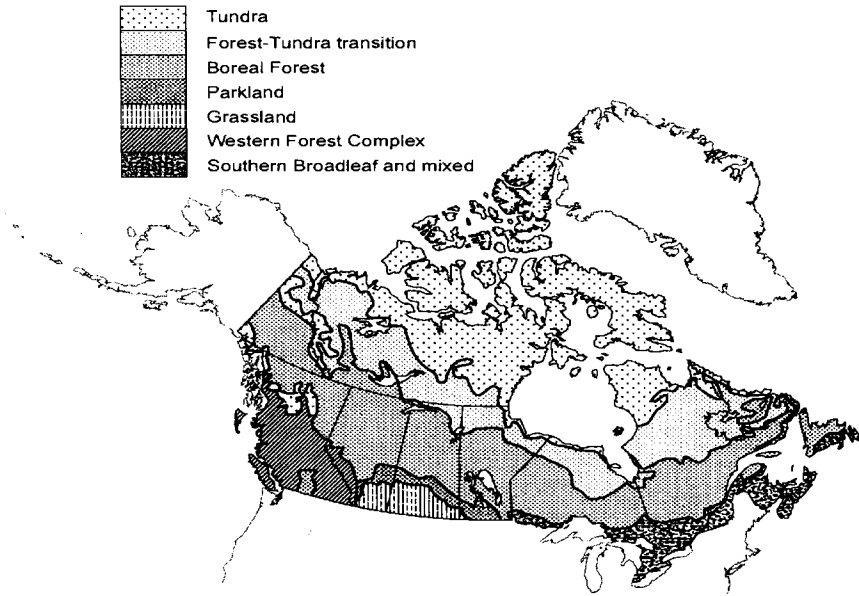 Tundra
Forest-Tundra transition
Boreal Forest
Parkland
Grassland
Western Forest Complex
Southern Broadleaf and mixed